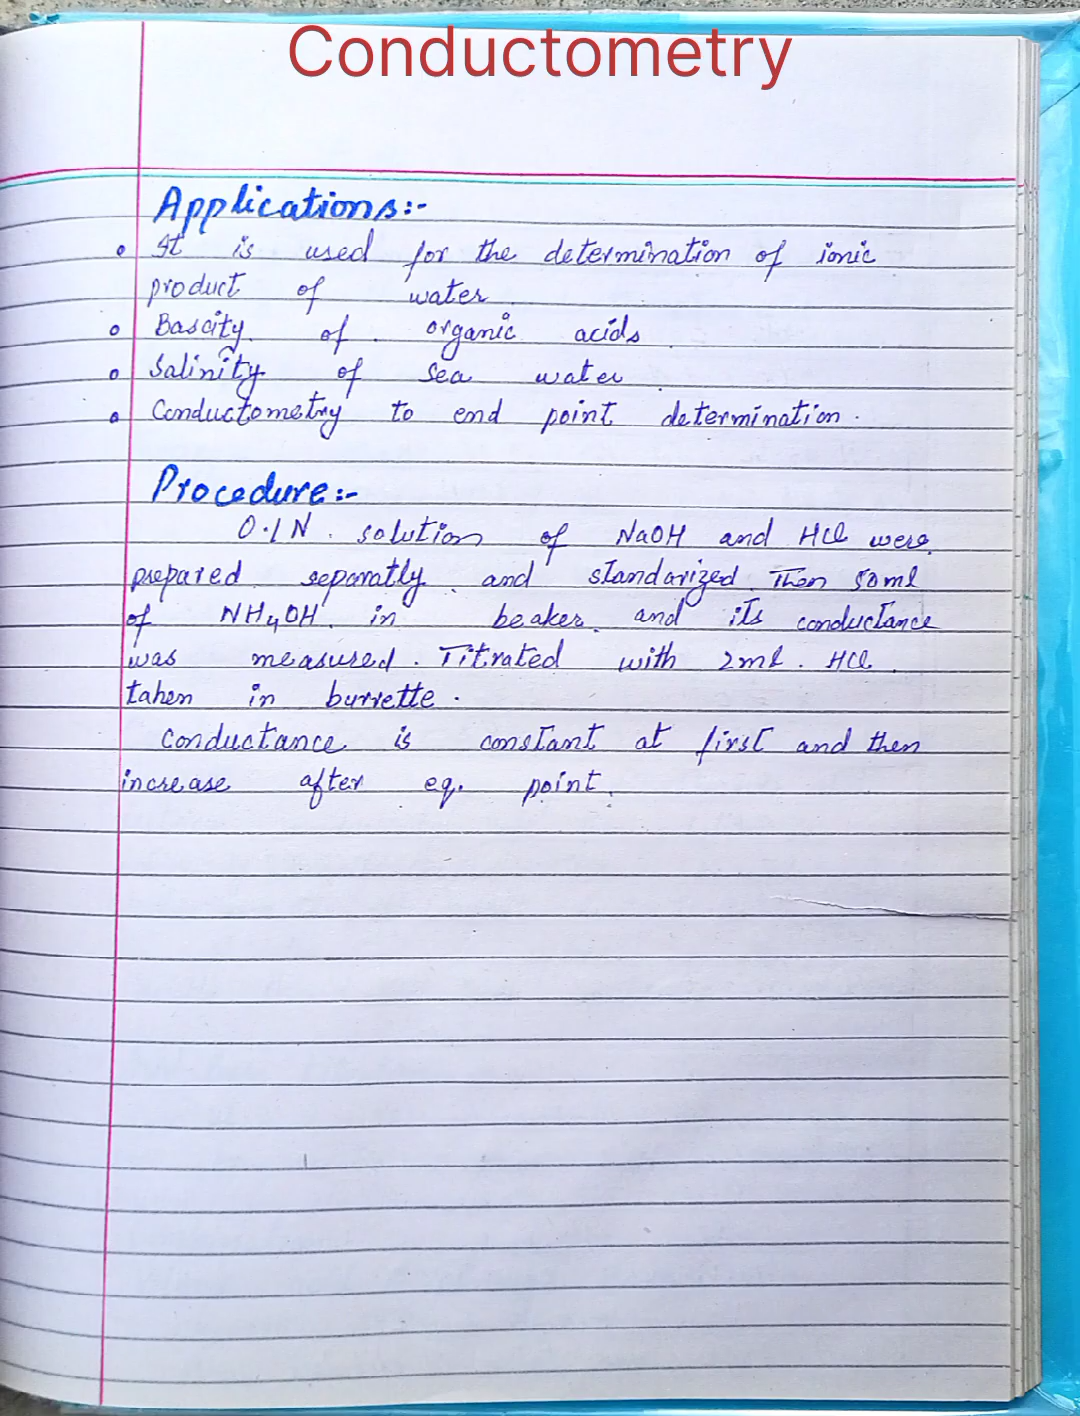 Conductometry
Applications:-
It is used for the determination of ionic
product of water
Bascity of organic acids
Salinity of sea water
Conductometry to end point determination.
Procedure:-
0.1N. solution of NaOH and HCl were
prepared separatly and standarized Then 50ml
of NH4OH in beaker and its conductance
was measured. Titrated with 2ml. HCl
taken in burrette.
Conductance is constant at first and then
increase after eq. point.